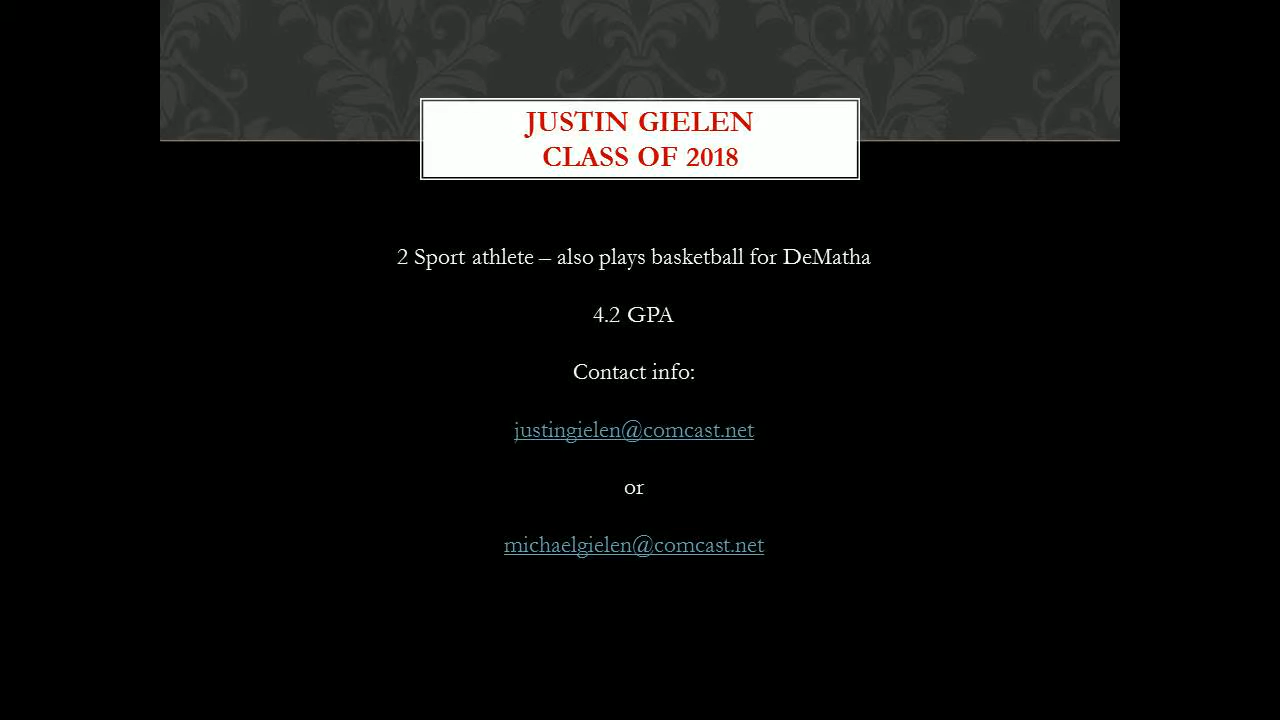 JUSTIN GIELEN
CLASS OF 2018
2 Sport athlete – also plays basketball for DeMatha
4.2 GPA
Contact info:
justingielen@comcast.net
or
michaelgielen@comcast.net